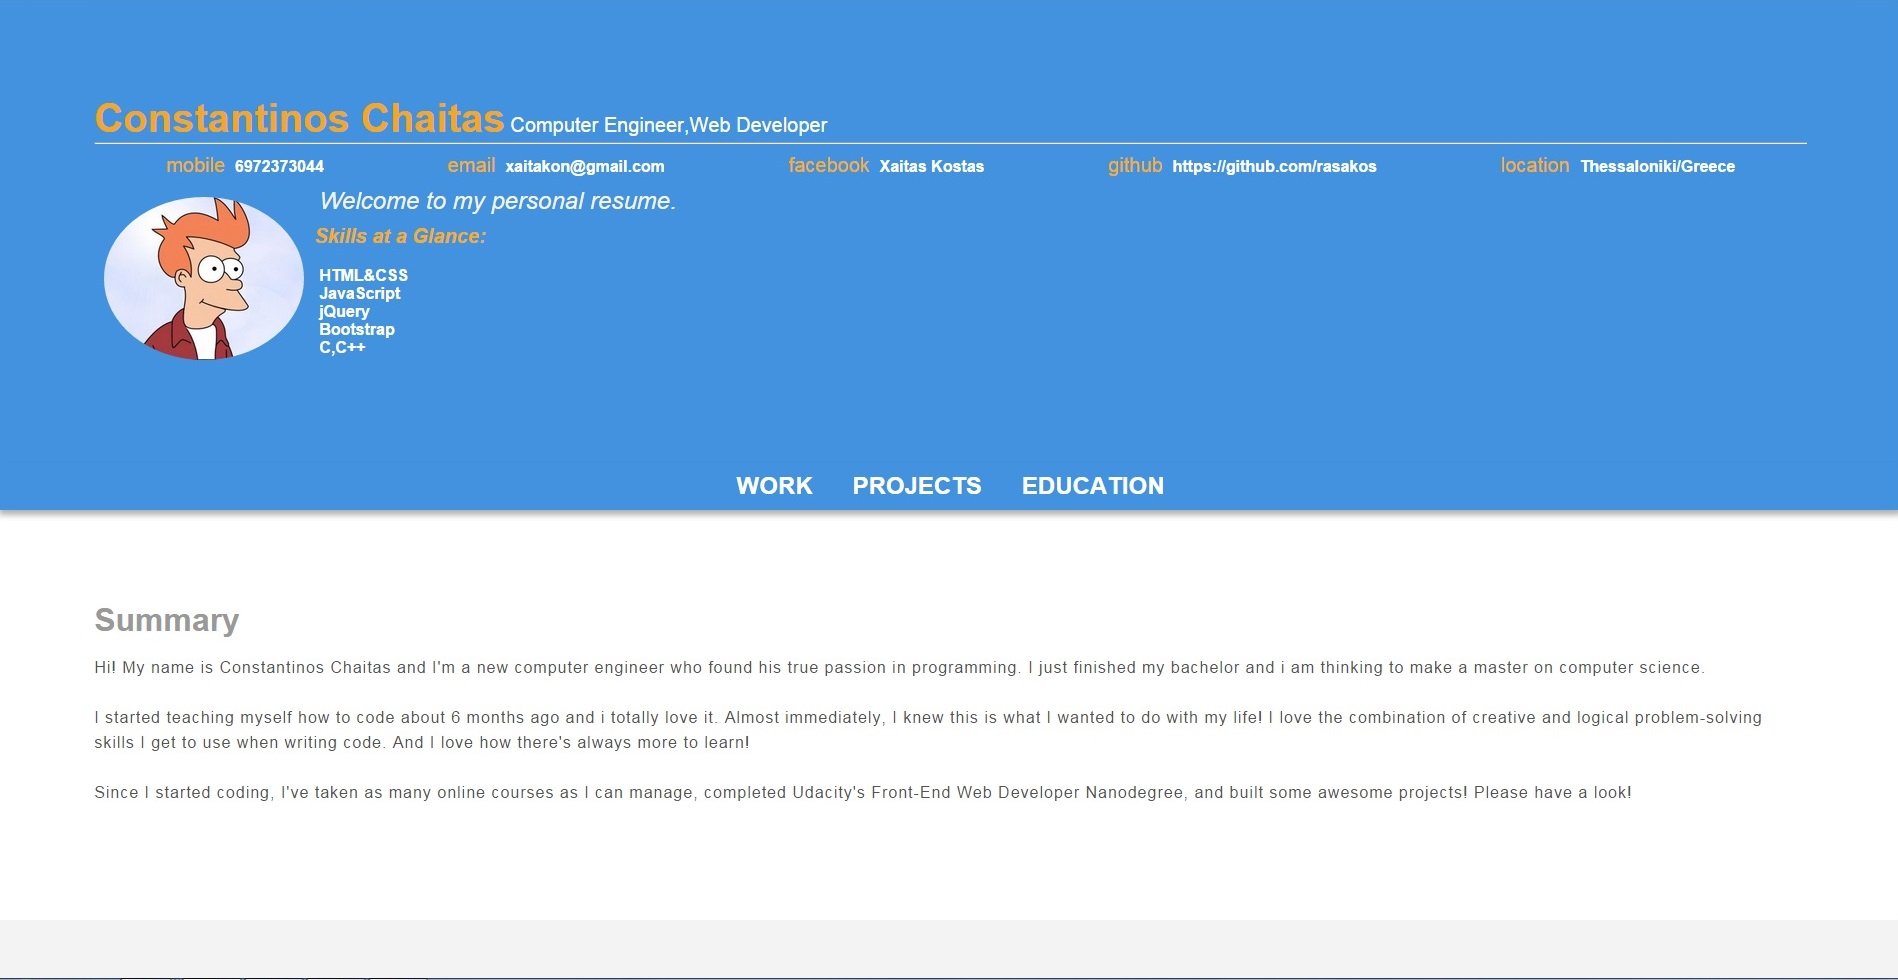 Constantinos Chaitas Computer Engineer,Web Developer
mobile 6972373044 email xaitakon@gmail.com facebook Xaitas Kostas github https://github.com/rasakos location Thessaloniki/Greece
Welcome to my personal resume.
Skills at a Glance:
HTML&CSS
JavaScript
jQuery
Bootstrap
C,C++
WORK PROJECTS EDUCATION
Summary
Hi! My name is Constantinos Chaitas and I'm a new computer engineer who found his true passion in programming. I just finished my bachelor and i am thinking to make a master on computer science.
I started teaching myself how to code about 6 months ago and i totally love it. Almost immediately, I knew this is what I wanted to do with my life! I love the combination of creative and logical problem-solving
skills I get to use when writing code. And I love how there's always more to learn!
Since I started coding, I've taken as many online courses as I can manage, completed Udacity's Front-End Web Developer Nanodegree, and built some awesome projects! Please have a look!